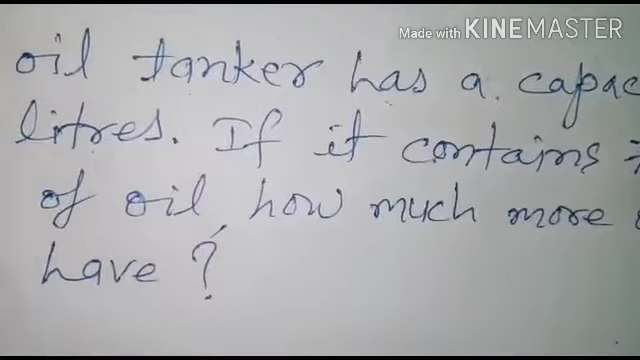 Made with KINEMASTER
oil tanker has a capac
litres. If it contains
of oil, how much more
have ?